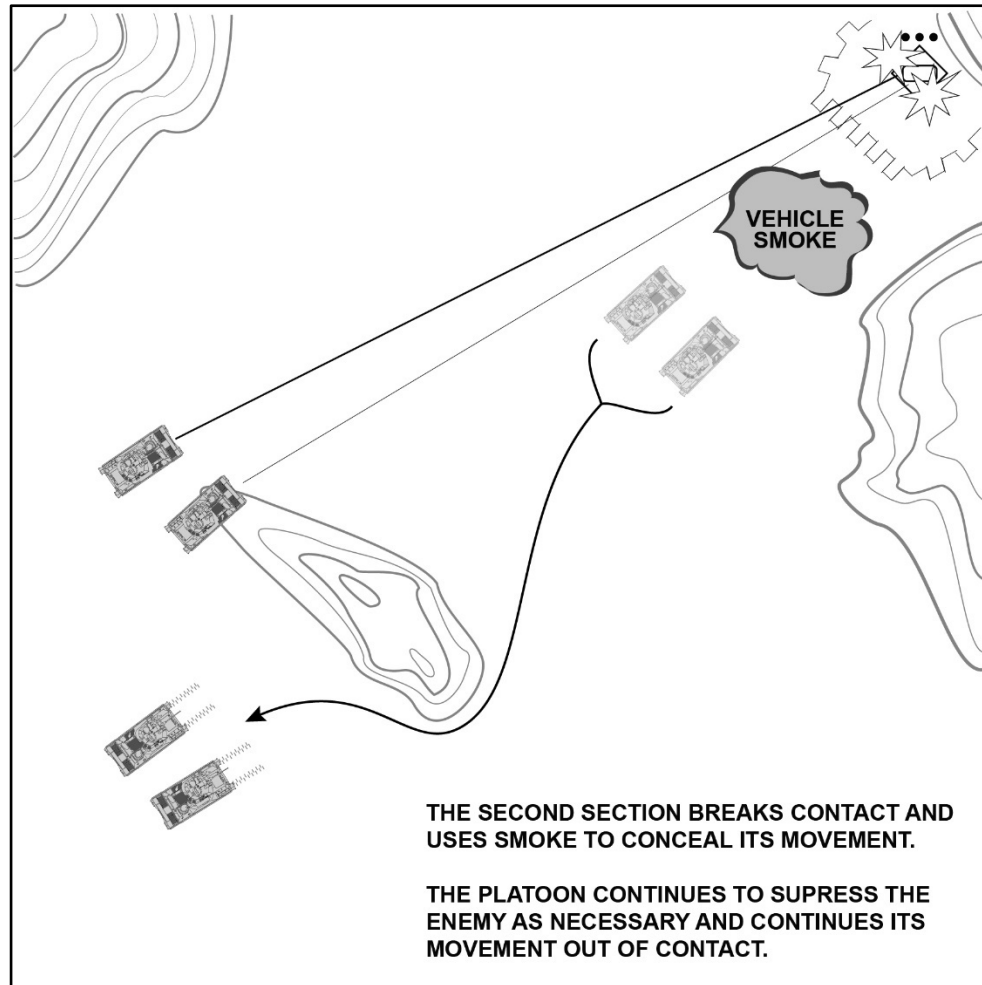 VEHICLE
SMOKE
THE SECOND SECTION BREAKS CONTACT AND
USES SMOKE TO CONCEAL ITS MOVEMENT.
THE PLATOON CONTINUES TO SUPRESS THE
ENEMY AS NECESSARY AND CONTINUES ITS
MOVEMENT OUT OF CONTACT.